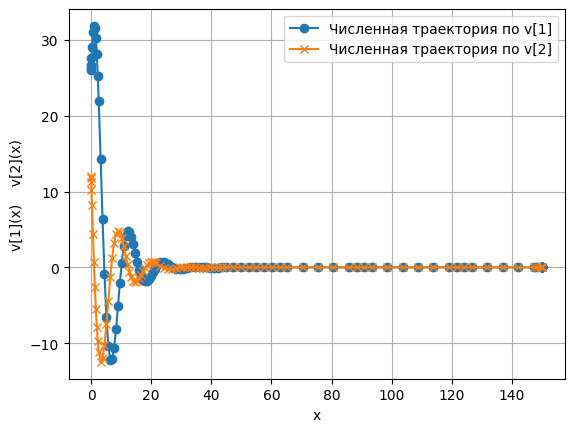 Численная траектория по v[1]
Численная траектория по v[2]
v[1](x) v[2](x)
30
20
10
0
−10
0 20 40 60 80 100 120 140
x